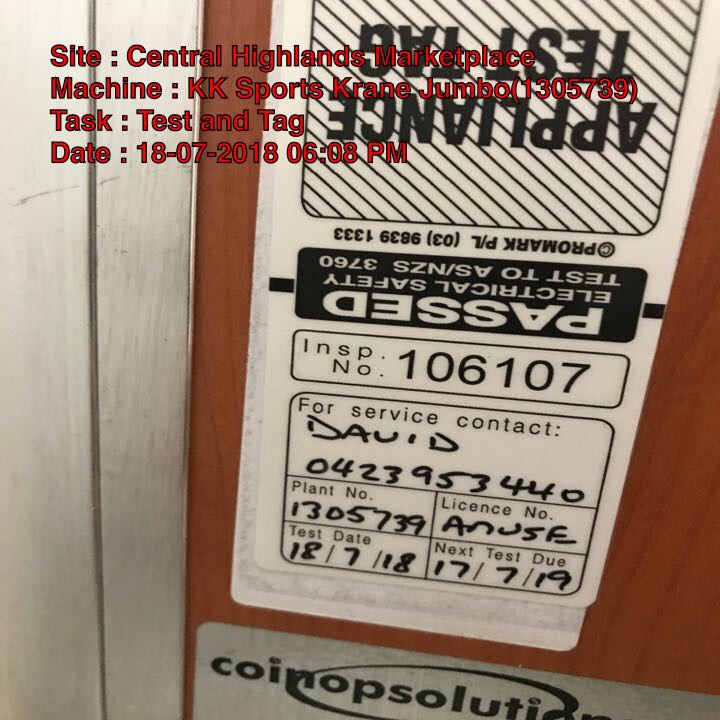 Site : Central Highlands Marketplace
Machine : KK Sports Krane Jumbo(1305739)
Task : Test and Tag
Date : 18-07-2018 06:08 PM
APPLIANCE
TEST TAG
©PROMARK P/L (03) 9839 1333
PASSED
ELECTRICAL SAFETY
TEST TO AS/NZS 3760
Insp. No. 106107
For service contact:
DAVID
0423953440
Plant No. Licence No.
1305739 AMUSE
Test Date Next Test Due
18/7/18 17/7/19
coinopsolution